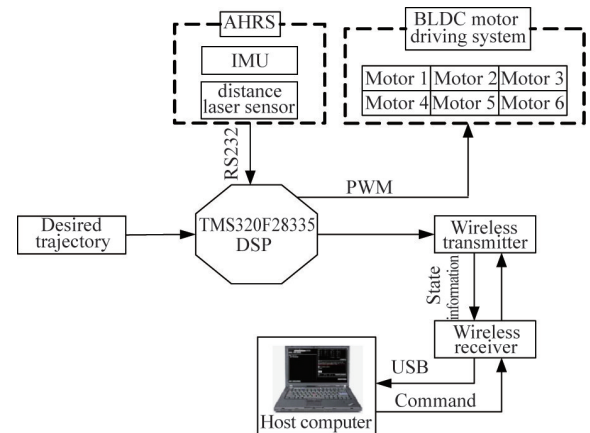 AHRS
IMU
distance
laser sensor
BLDC motor
driving system
Motor 1 Motor 2 Motor 3
Motor 4 Motor 5 Motor 6
RS232
PWM
Desired
trajectory
TMS320F28335
DSP
Wireless
transmitter
State
information
Wireless
receiver
USB
Command
Host computer